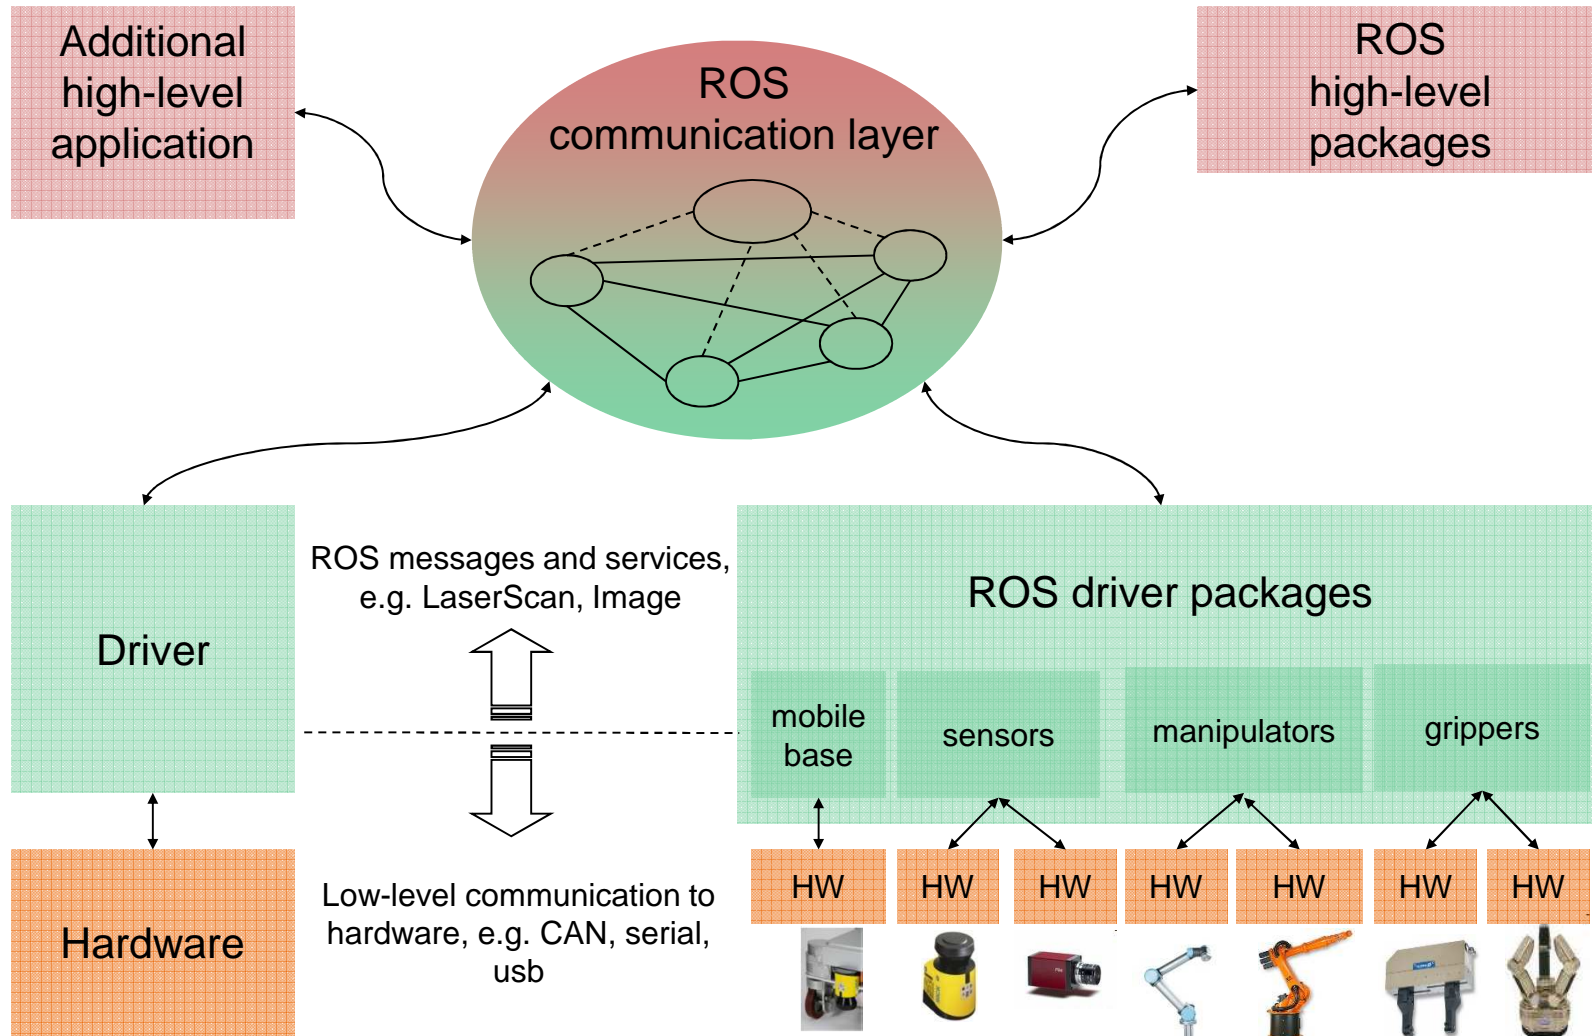 Additional
high-level
application
ROS
communication layer
ROS
high-level
packages
Driver
ROS messages and services,
e.g. LaserScan, Image
ROS driver packages
mobile
base
sensors
manipulators
grippers
Hardware
Low-level communication to
hardware, e.g. CAN, serial,
usb
HW
HW
HW
HW
HW
HW
HW